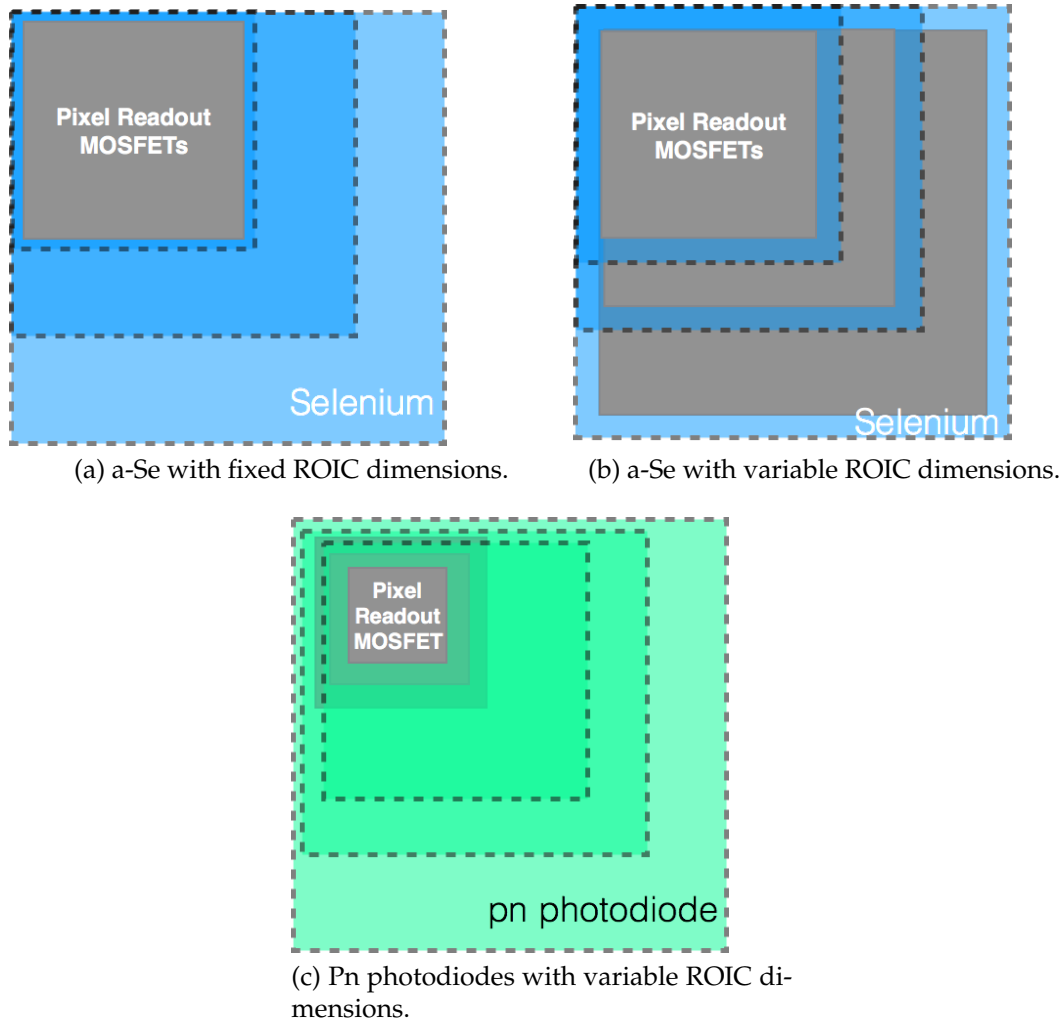 Pixel Readout
MOSFETs
Selenium
(a) a-Se with fixed ROIC dimensions.
Pixel Readout
MOSFETs
Selenium
(b) a-Se with variable ROIC dimensions.
Pixel
Readout
MOSFET
pn photodiode
(c) Pn photodiodes with variable ROIC di-
mensions.